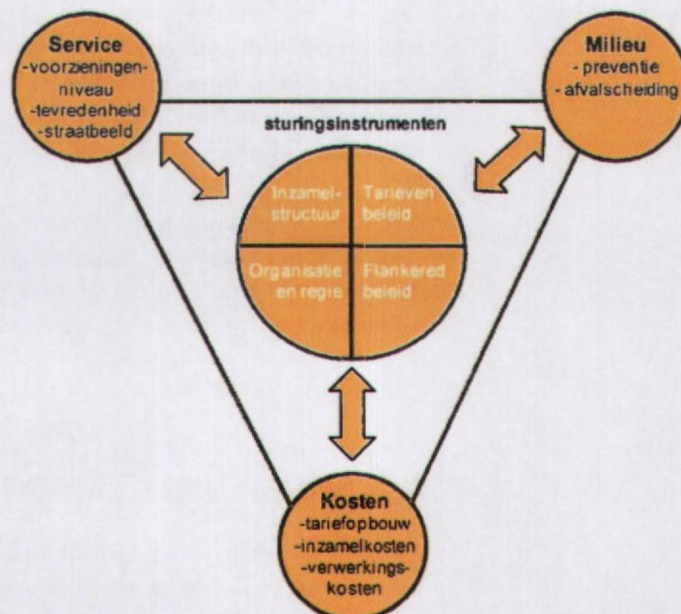 Service
-voorzieningen-
niveau
-tevredenheid
-straatbeeld
Milieu
- preventie
- afvalscheiding
sturingsinstrumenten
Inzamel-
structuur
Tarieven
beleid
Organisatie
en regie
Flankered
beleid
Kosten
-tariefopbouw
-inzamelkosten
-verwerkings-
kosten